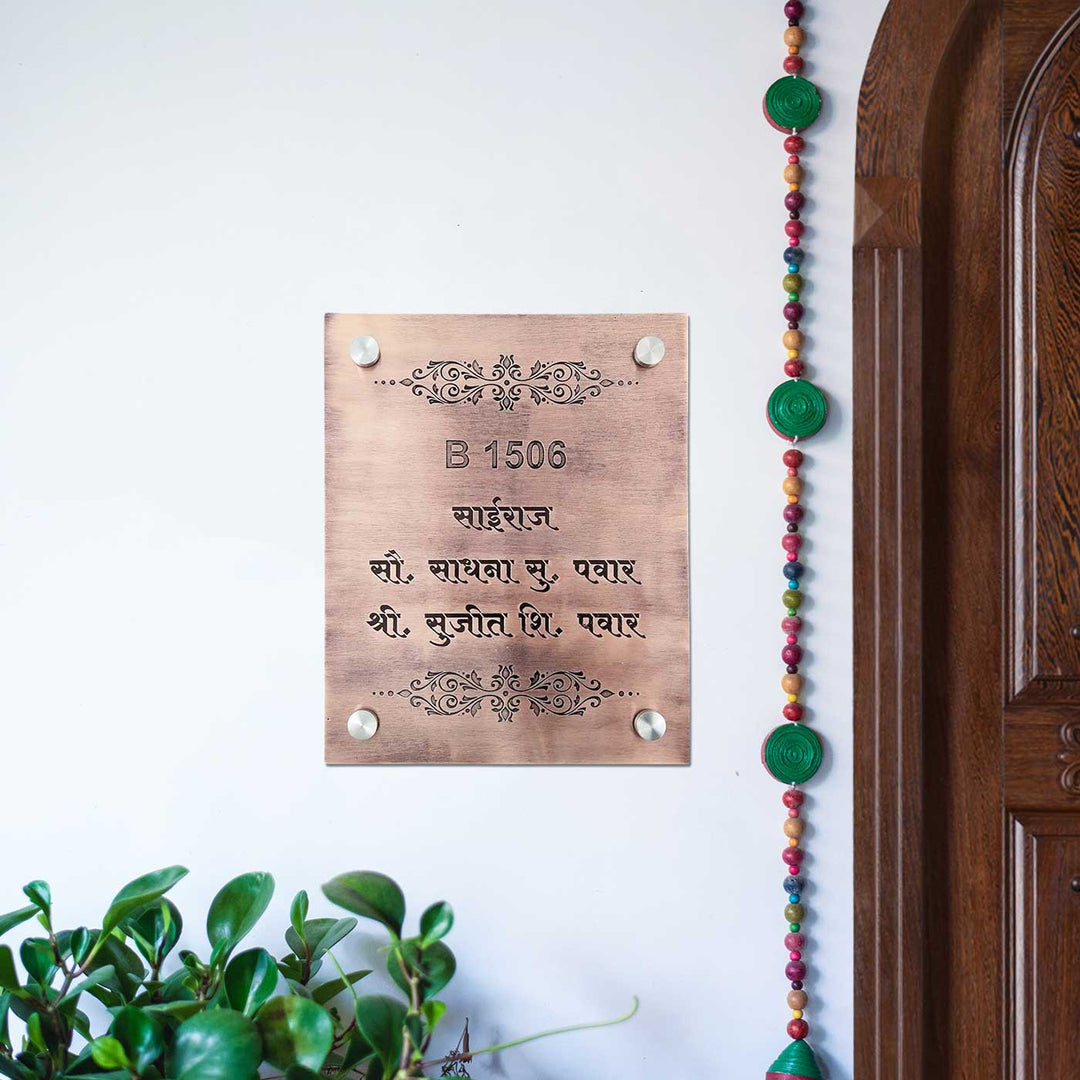 B 1506
साईराज
सौ. साधना सु. पवार
श्री. सुजीत शि. पवार